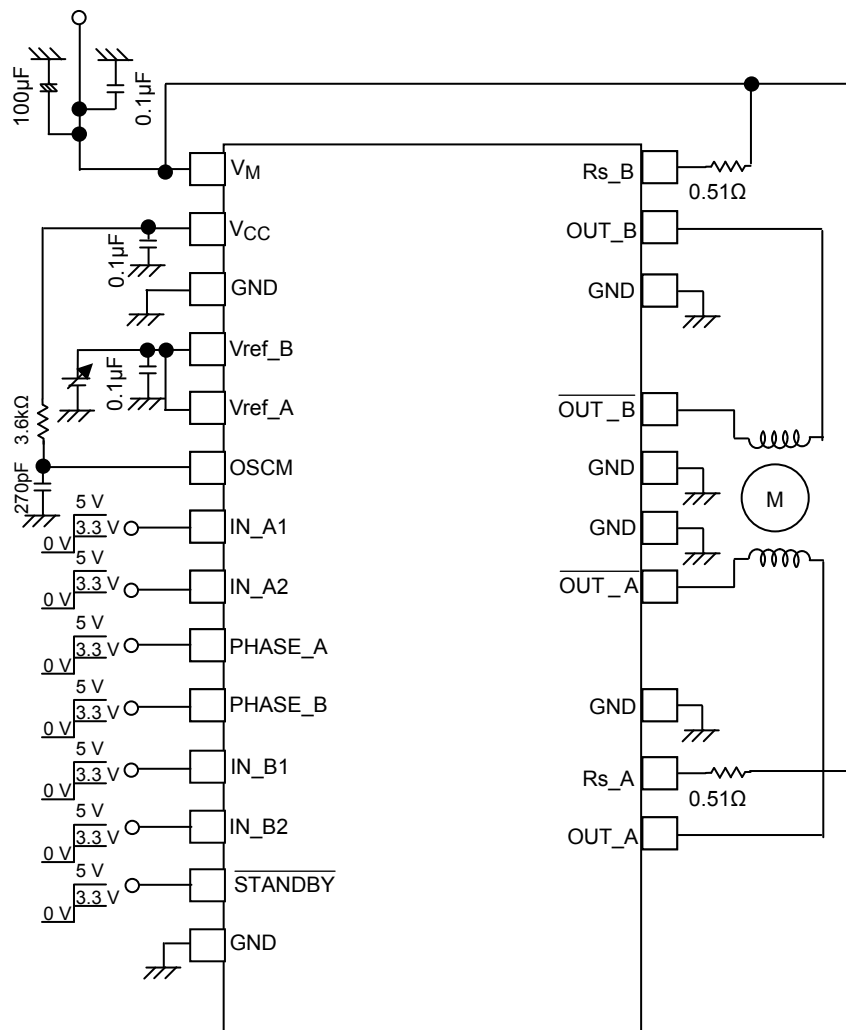 100µF
0.1µF
V_M
Rs_B
0.51Ω
V_CC
OUT_B
0.1µF
GND
GND
Vref_B
0.1µF
Vref_A
OUT_B
3.6kΩ
OSCM
GND
270pF
M
5 V
3.3 V
0 V
IN_A1
GND
5 V
3.3 V
0 V
IN_A2
OUT_A
5 V
3.3 V
0 V
PHASE_A
5 V
3.3 V
0 V
PHASE_B
GND
5 V
3.3 V
0 V
IN_B1
Rs_A
0.51Ω
5 V
3.3 V
0 V
IN_B2
OUT_A
5 V
3.3 V
0 V
STANDBY
GND